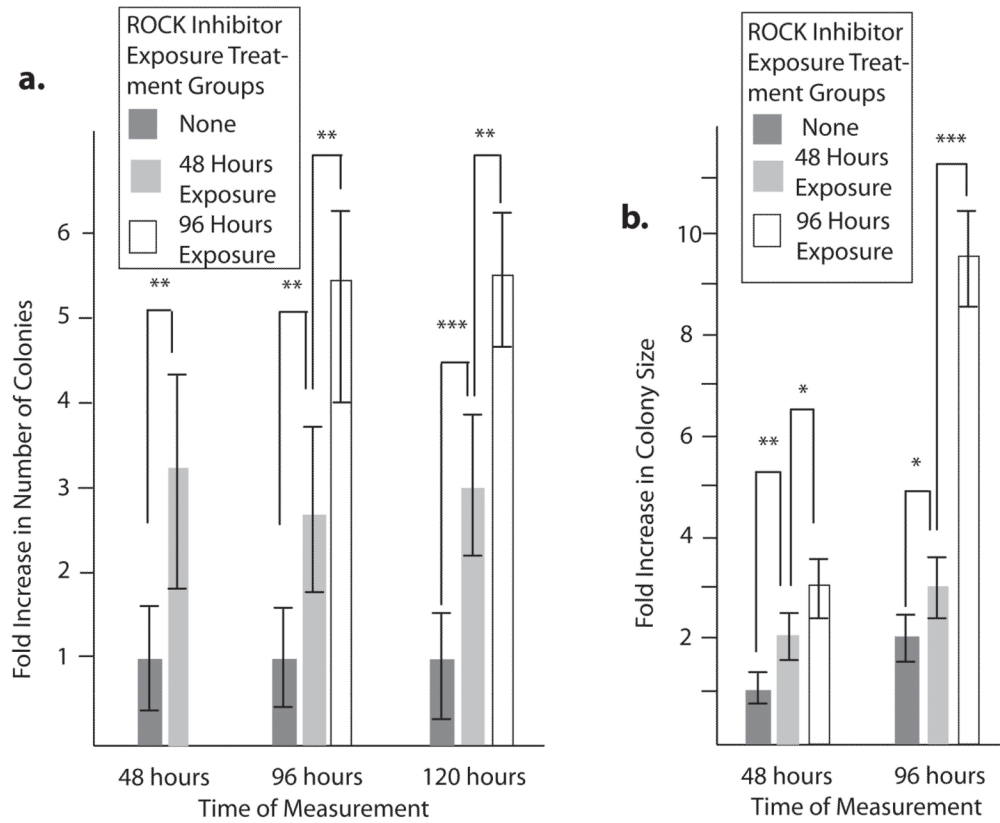 a.
ROCK Inhibitor
Exposure Treat-
ment Groups
None
48 Hours
Exposure
96 Hours
Exposure
Fold Increase in Number of Colonies
6
5
4
3
2
1
**
**
**
***
**
48 hours
96 hours
120 hours
Time of Measurement
b.
ROCK Inhibitor
Exposure Treat-
ment Groups
None
48 Hours
Exposure
96 Hours
Exposure
Fold Increase in Colony Size
10
8
6
4
2
**
*
*
***
48 hours
96 hours
Time of Measurement